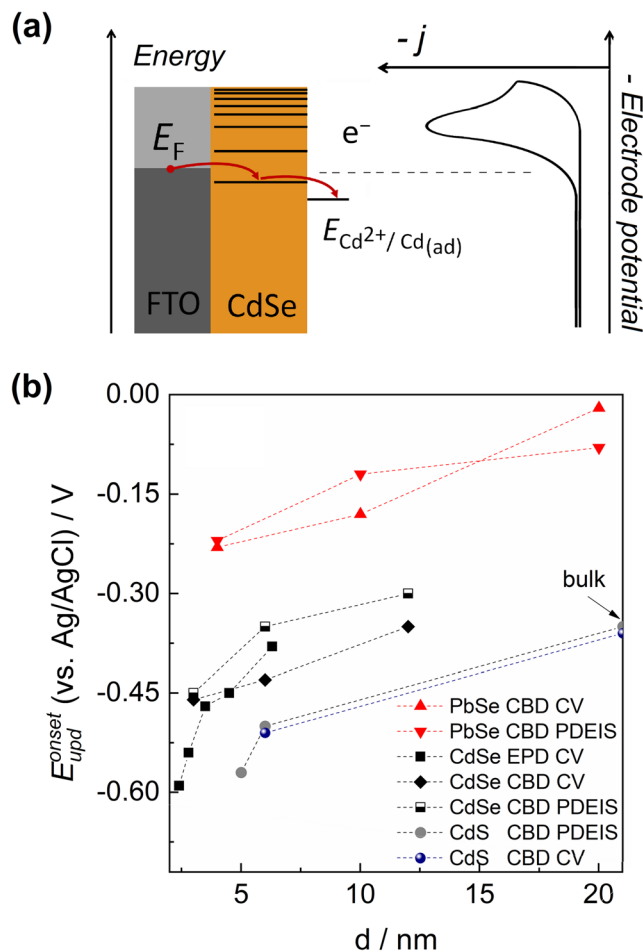 (a)
Energy
- j
- Electrode potential
E_F
e⁻
E_Cd²⁺/Cd(ad)
FTO
CdSe
(b)
0.00
-0.15
-0.30
-0.45
-0.60
E_upd^onset (vs. Ag/AgCl) / V
bulk
PbSe CBD CV
PbSe CBD PDEIS
CdSe EPD CV
CdSe CBD CV
CdSe CBD PDEIS
CdS CBD PDEIS
CdS CBD CV
5
10
15
20
d / nm